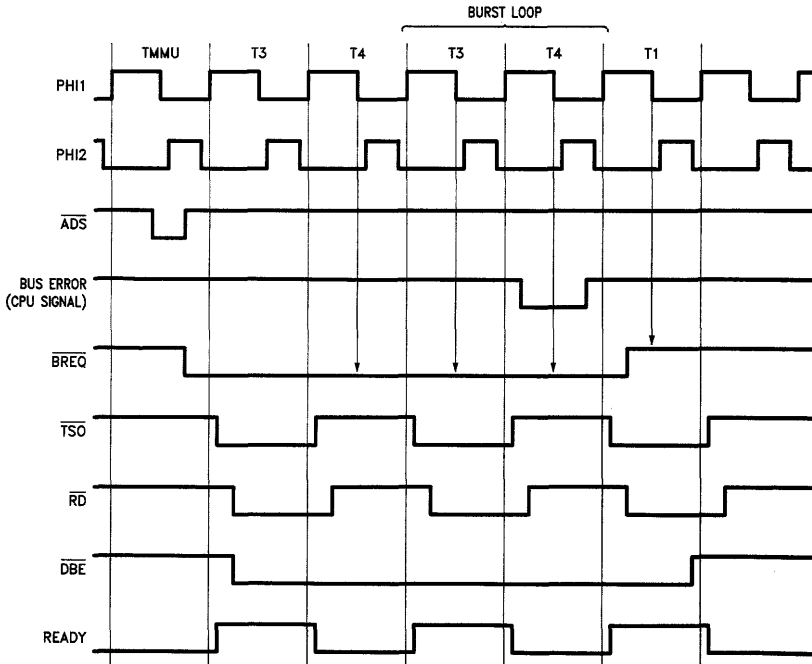 BURST LOOP
TMMU T3 T4 T3 T4 T1
PHI1
PHI2
ADS
BUS ERROR
(CPU SIGNAL)
BREQ
TSO
RD
DBE
READY